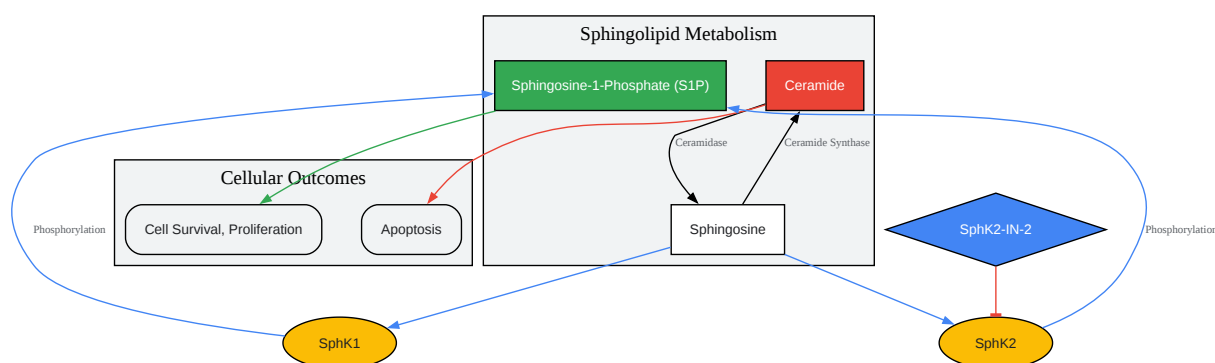 Sphingolipid Metabolism
Sphingosine-1-Phosphate (S1P)
Ceramide
Ceramidase
Ceramide Synthase
Cellular Outcomes
Cell Survival, Proliferation
Apoptosis
Sphingosine
SphK2-IN-2
Phosphorylation
Phosphorylation
SphK1
SphK2